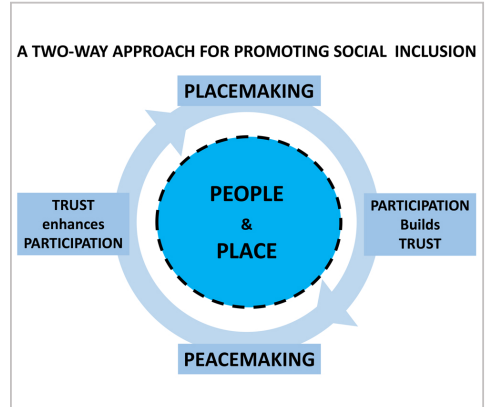 A TWO-WAY APPROACH FOR PROMOTING SOCIAL INCLUSION
PLACEMAKING
TRUST
enhances
PARTICIPATION
PEOPLE
&
PLACE
PARTICIPATION
Builds
TRUST
PEACEMAKING